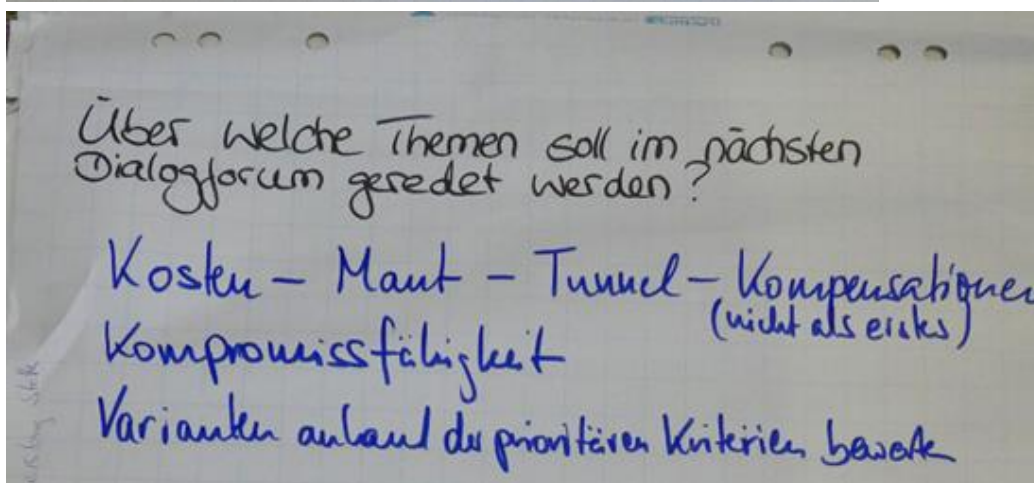 Über welche Themen soll im nächsten
Dialogforum geredet werden?
Kosten – Maut – Tunnel – Kompensationen
(nicht als erstes)
Kompromissfähigkeit
Varianten anhand der prioritären Kriterien